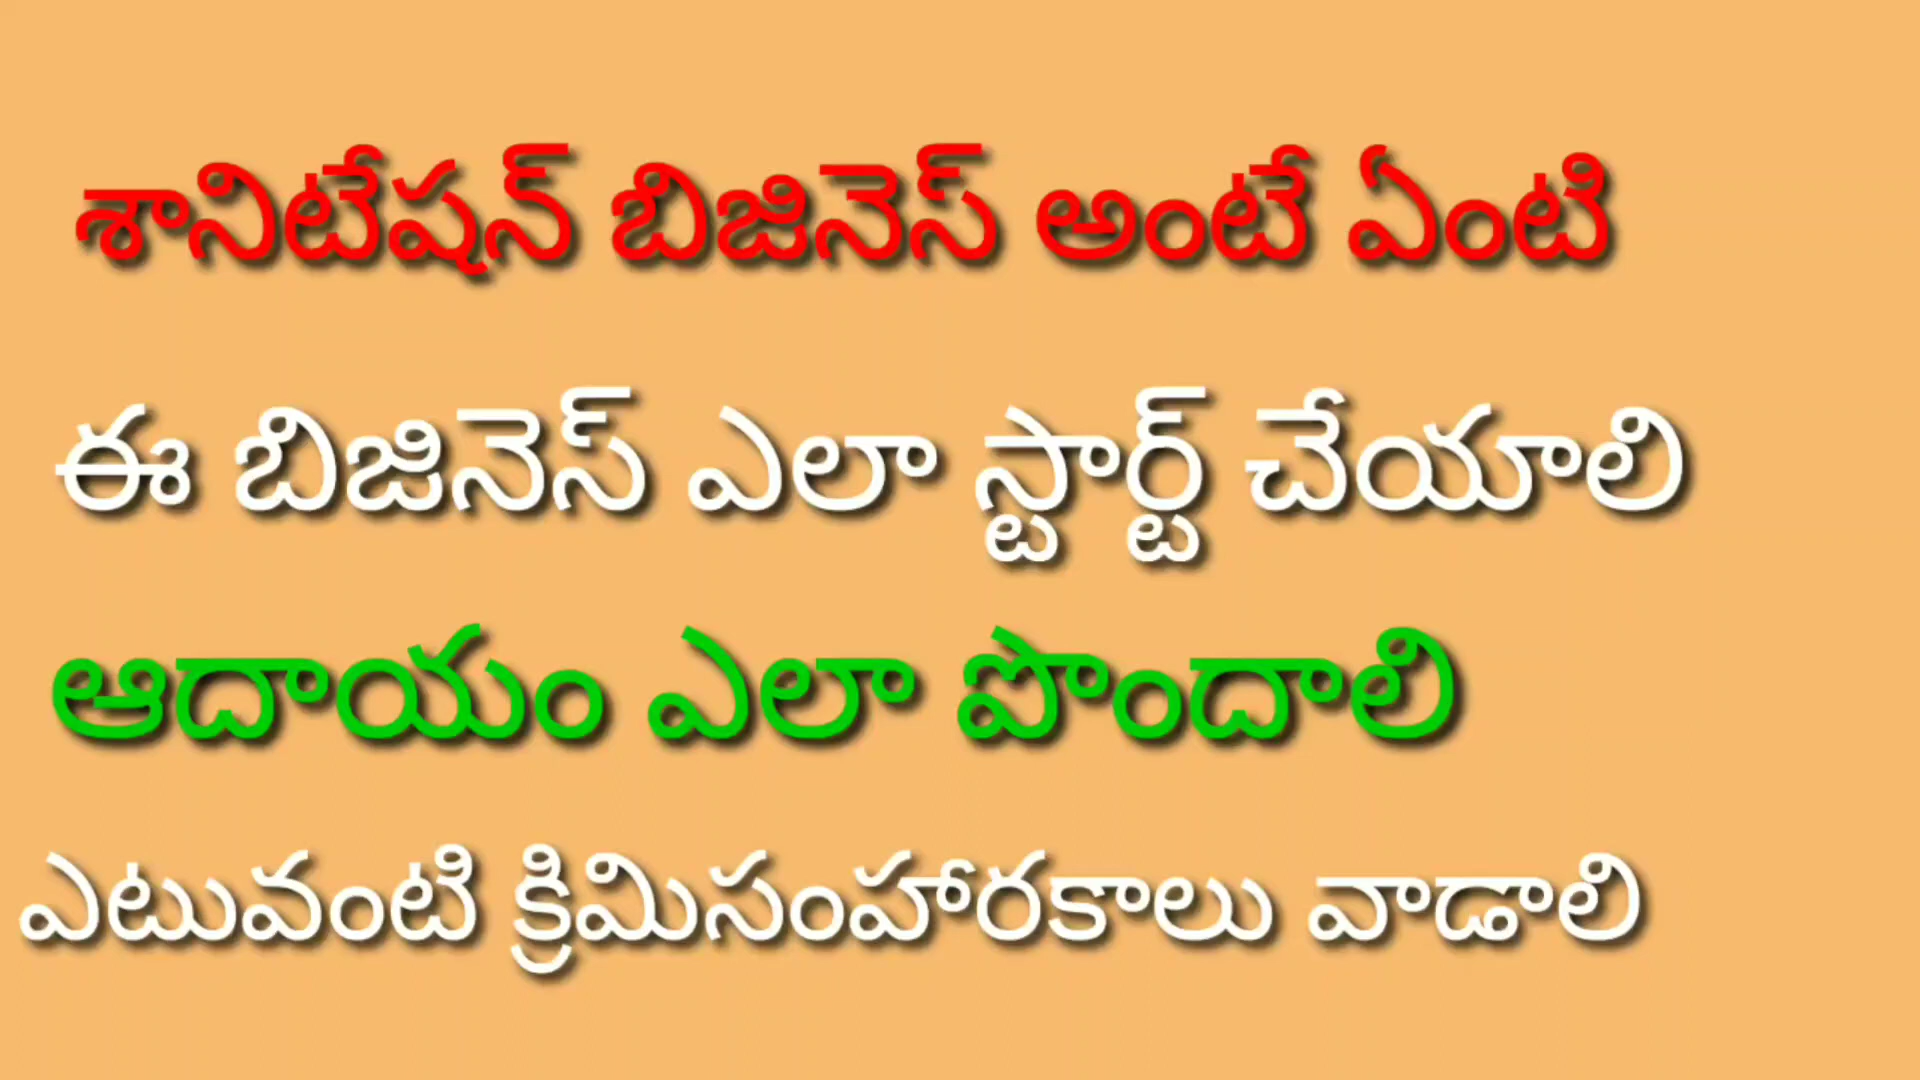 శానిటేషన్ బిజినెస్ అంటే ఏంటి
ఈ బిజినెస్ ఎలా స్టార్ట్ చేయాలి
ఆదాయం ఎలా పొందాలి
ఎటువంటి క్రిమిసంహారకాలు వాడాలి